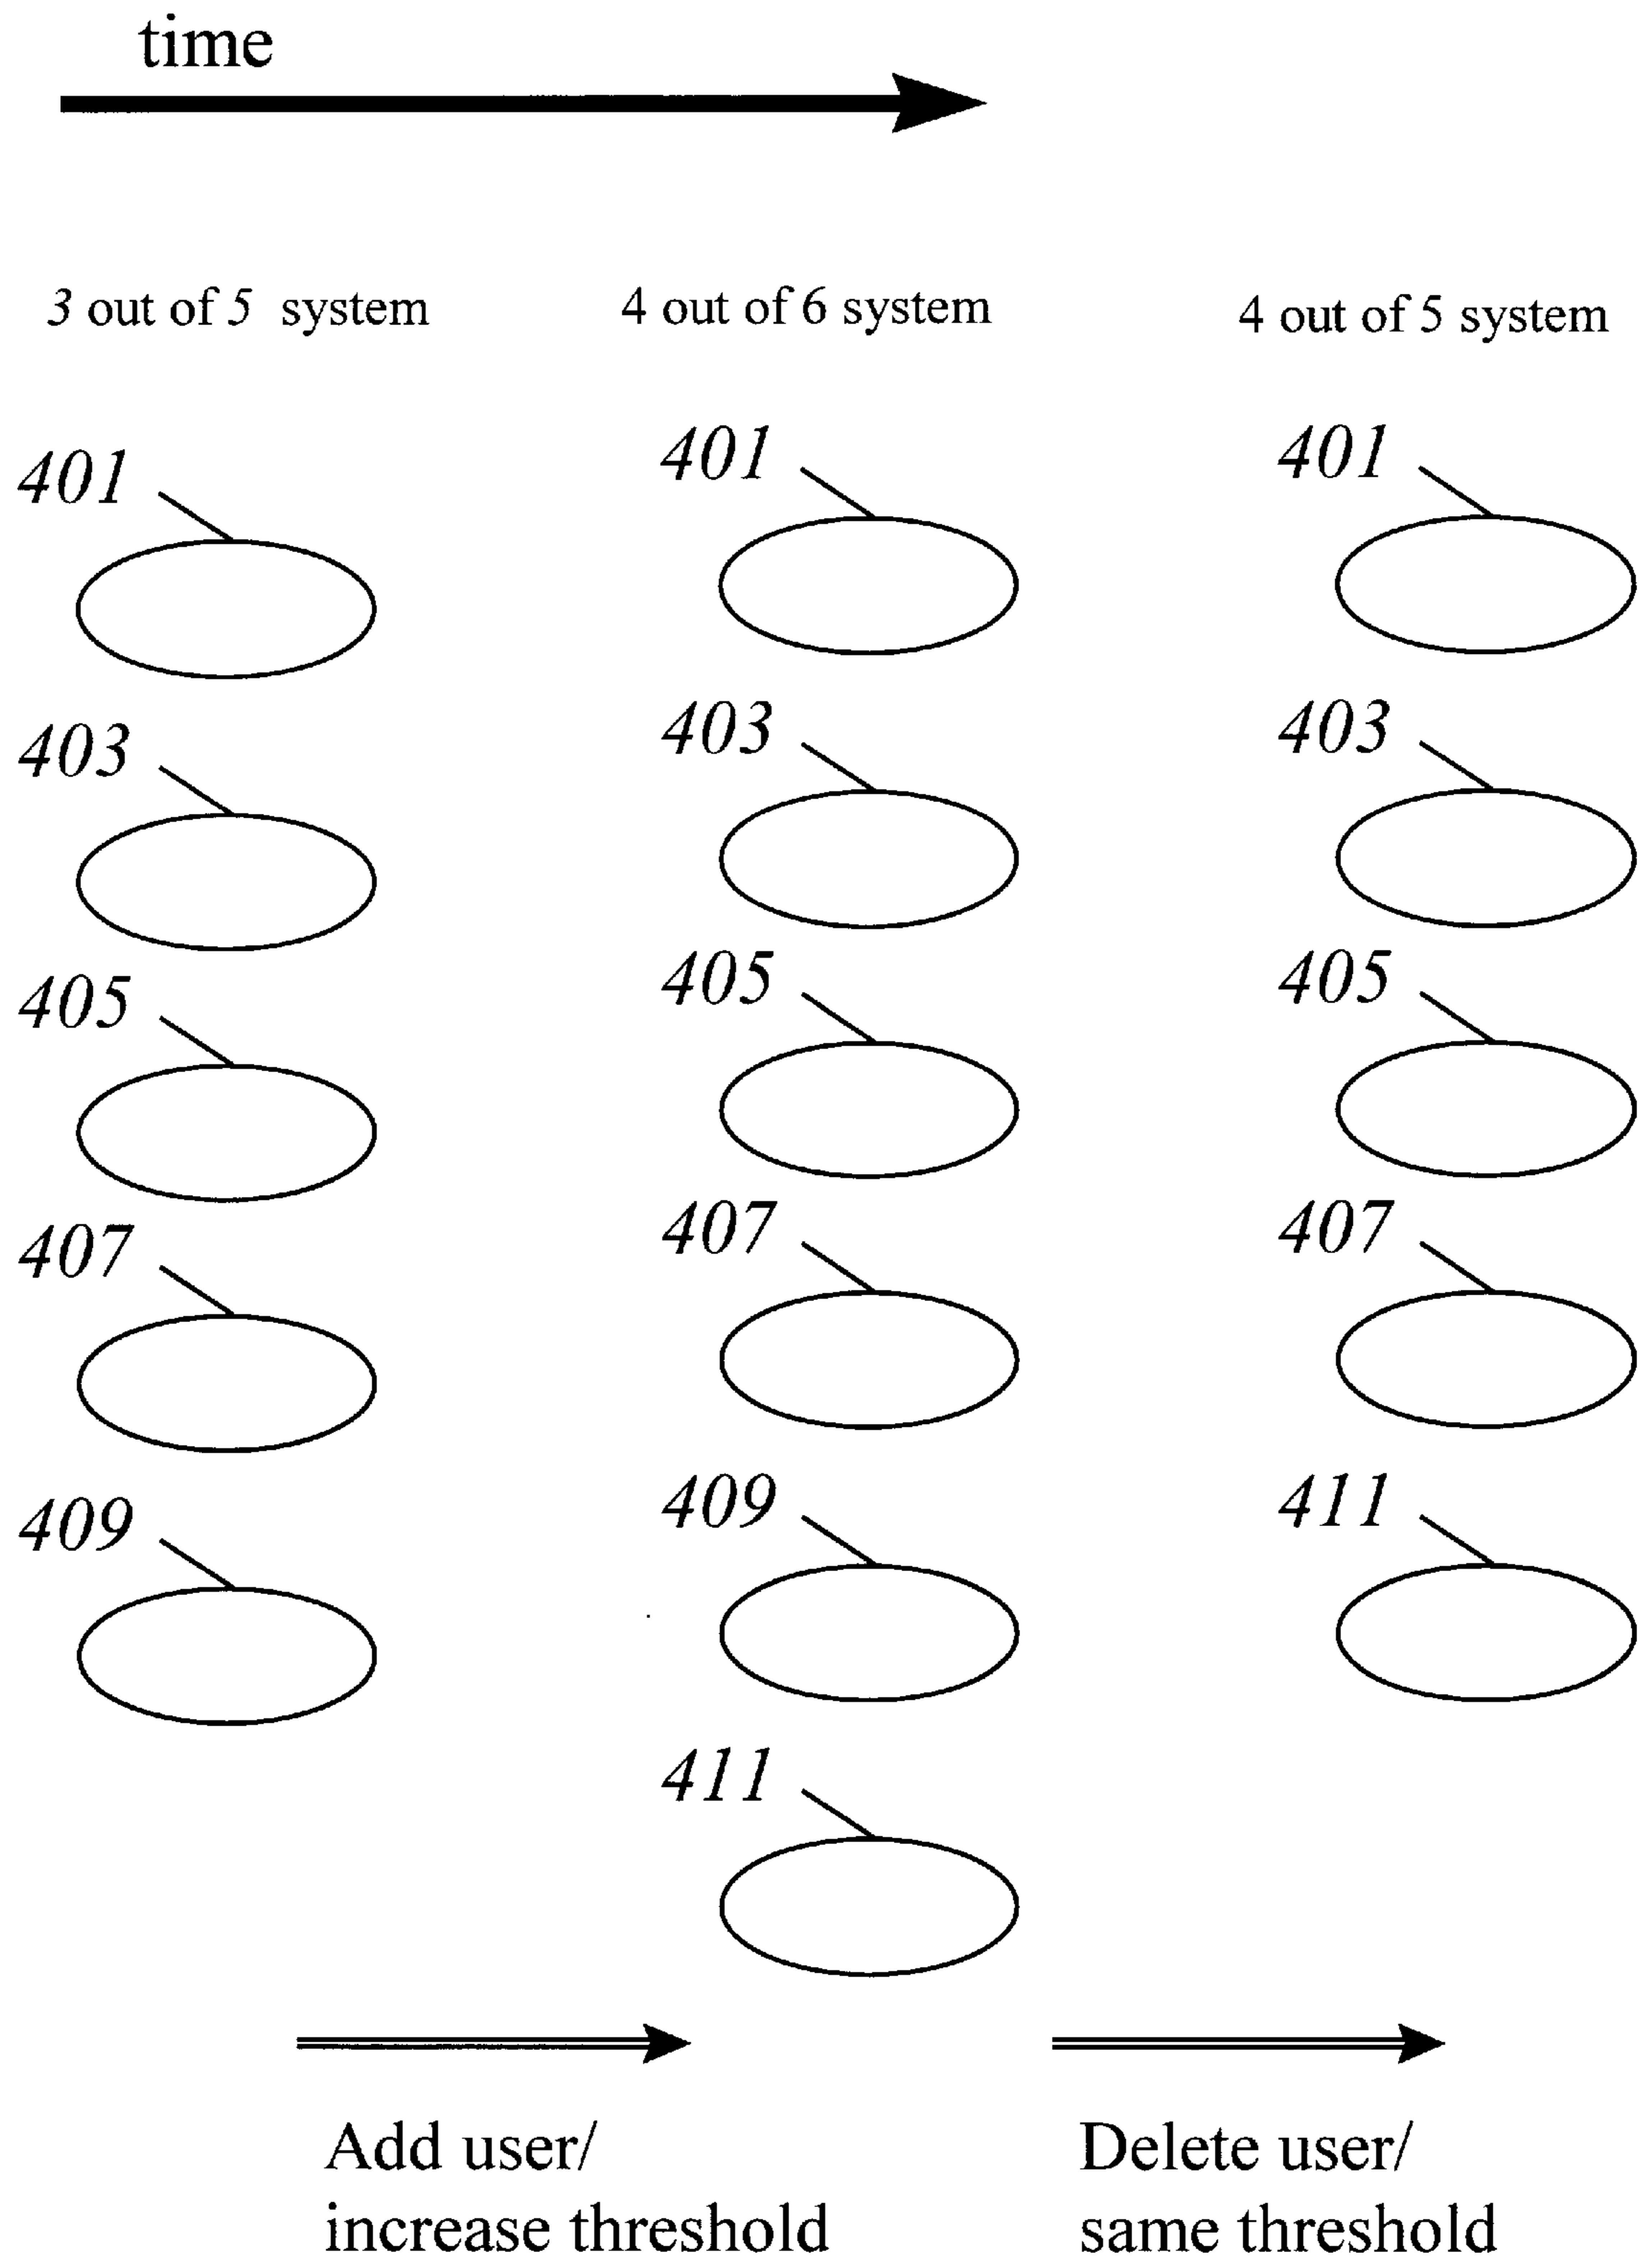 time
3 out of 5 system
4 out of 6 system
4 out of 5 system
401
401
401
403
403
403
405
405
405
407
407
407
409
409
411
411
Add user/
increase threshold
Delete user/
same threshold